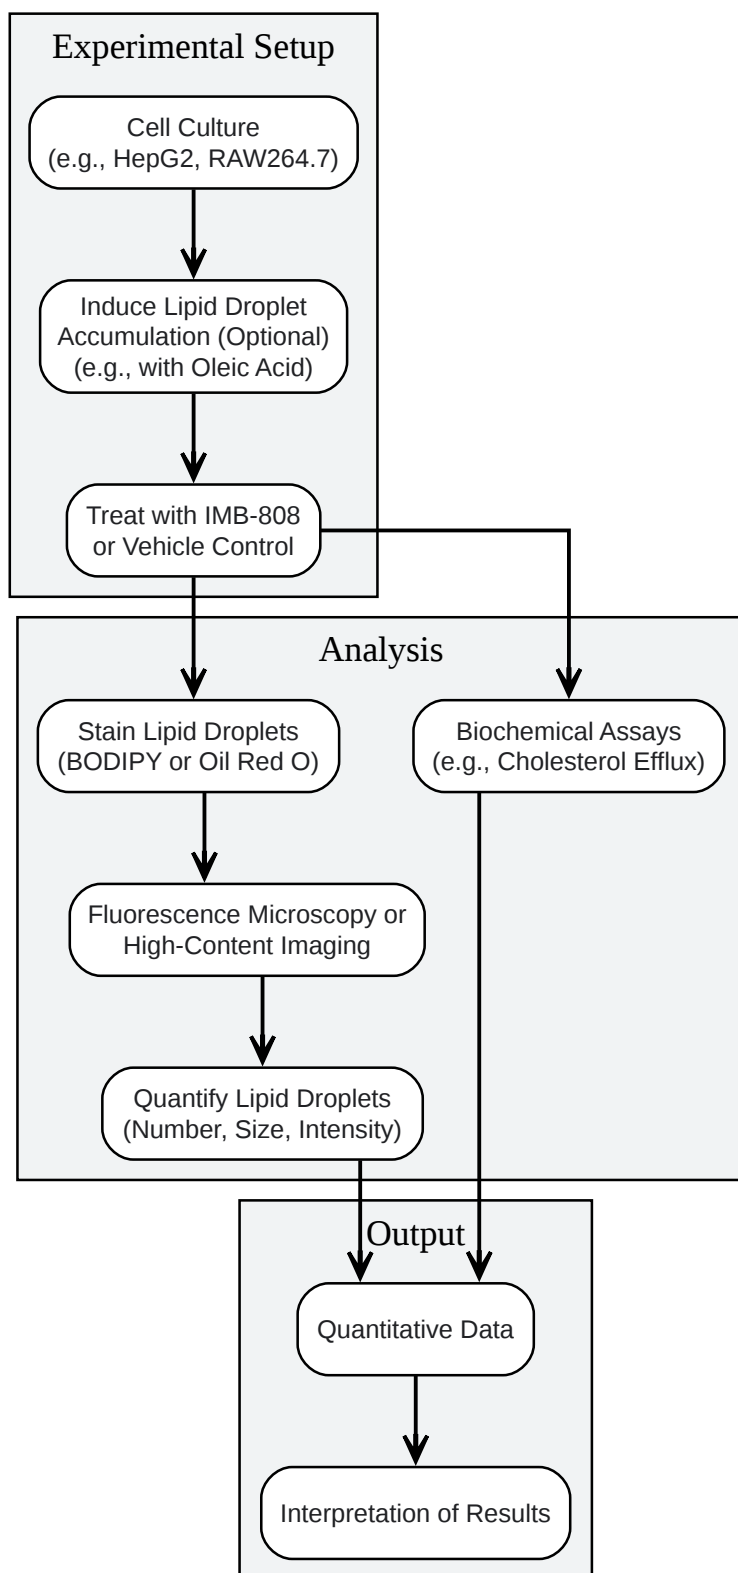 Experimental Setup
Cell Culture
(e.g., HepG2, RAW264.7)
Induce Lipid Droplet
Accumulation (Optional)
(e.g., with Oleic Acid)
Treat with IMB-808
or Vehicle Control
Analysis
Stain Lipid Droplets
(BODIPY or Oil Red O)
Biochemical Assays
(e.g., Cholesterol Efflux)
Fluorescence Microscopy or
High-Content Imaging
Quantify Lipid Droplets
(Number, Size, Intensity)
Output
Quantitative Data
Interpretation of Results